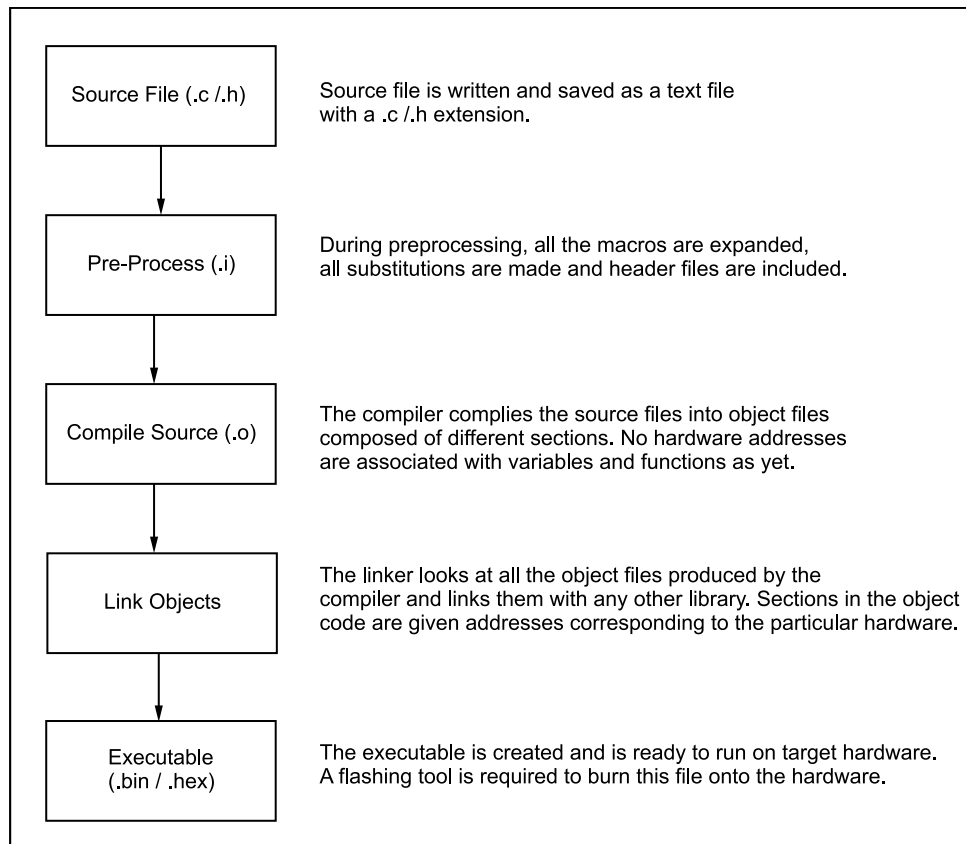 Source File (.c /.h)
Source file is written and saved as a text file
with a .c /.h extension.
Pre-Process (.i)
During preprocessing, all the macros are expanded,
all substitutions are made and header files are included.
Compile Source (.o)
The compiler complies the source files into object files
composed of different sections. No hardware addresses
are associated with variables and functions as yet.
Link Objects
The linker looks at all the object files produced by the
compiler and links them with any other library. Sections in the object
code are given addresses corresponding to the particular hardware.
Executable
(.bin / .hex)
The executable is created and is ready to run on target hardware.
A flashing tool is required to burn this file onto the hardware.